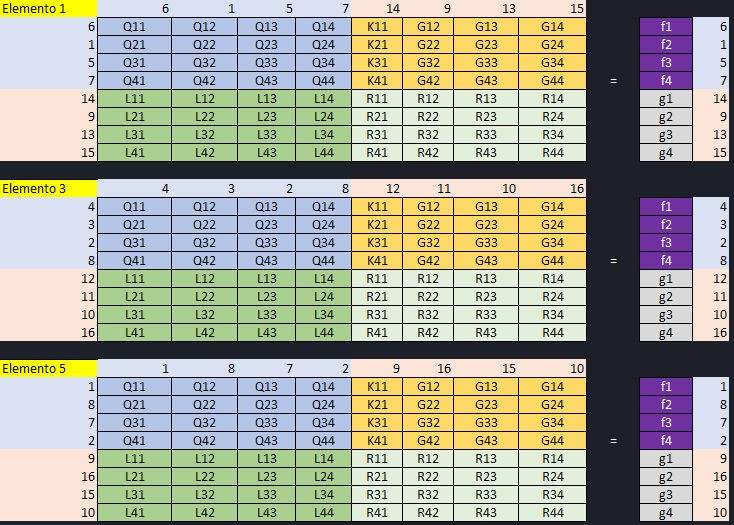 Elemento 1 6 1 5 7 14 9 13 15
6 Q11 Q12 Q13 Q14 K11 G12 G13 G14 f1 6
1 Q21 Q22 Q23 Q24 K21 G22 G23 G24 f2 1
5 Q31 Q32 Q33 Q34 K31 G32 G33 G34 f3 5
7 Q41 Q42 Q43 Q44 K41 G42 G43 G44 = f4 7
14 L11 L12 L13 L14 R11 R12 R13 R14 g1 14
9 L21 L22 L23 L24 R21 R22 R23 R24 g2 9
13 L31 L32 L33 L34 R31 R32 R33 R34 g3 13
15 L41 L42 L43 L44 R41 R42 R43 R44 g4 15
Elemento 3 4 3 2 8 12 11 10 16
4 Q11 Q12 Q13 Q14 K11 G12 G13 G14 f1 4
3 Q21 Q22 Q23 Q24 K21 G22 G23 G24 f2 3
2 Q31 Q32 Q33 Q34 K31 G32 G33 G34 f3 2
8 Q41 Q42 Q43 Q44 K41 G42 G43 G44 = f4 8
12 L11 L12 L13 L14 R11 R12 R13 R14 g1 12
11 L21 L22 L23 L24 R21 R22 R23 R24 g2 11
10 L31 L32 L33 L34 R31 R32 R33 R34 g3 10
16 L41 L42 L43 L44 R41 R42 R43 R44 g4 16
Elemento 5 1 8 7 2 9 16 15 10
1 Q11 Q12 Q13 Q14 K11 G12 G13 G14 f1 1
8 Q21 Q22 Q23 Q24 K21 G22 G23 G24 f2 8
7 Q31 Q32 Q33 Q34 K31 G32 G33 G34 f3 7
2 Q41 Q42 Q43 Q44 K41 G42 G43 G44 = f4 2
9 L11 L12 L13 L14 R11 R12 R13 R14 g1 9
16 L21 L22 L23 L24 R21 R22 R23 R24 g2 16
15 L31 L32 L33 L34 R31 R32 R33 R34 g3 15
10 L41 L42 L43 L44 R41 R42 R43 R44 g4 10